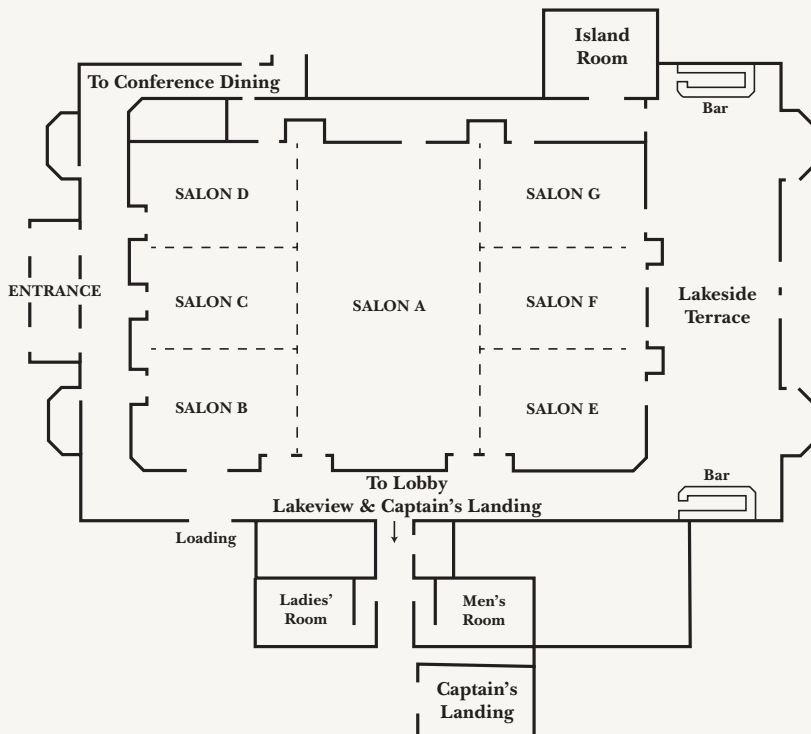 Island
Room
To Conference Dining
Bar
SALON D
SALON G
ENTRANCE
SALON C
SALON A
SALON F
Lakeside
Terrace
SALON B
SALON E
To Lobby
Lakeview & Captain’s Landing
Bar
Loading
Ladies’
Room
Men’s
Room
Captain’s
Landing